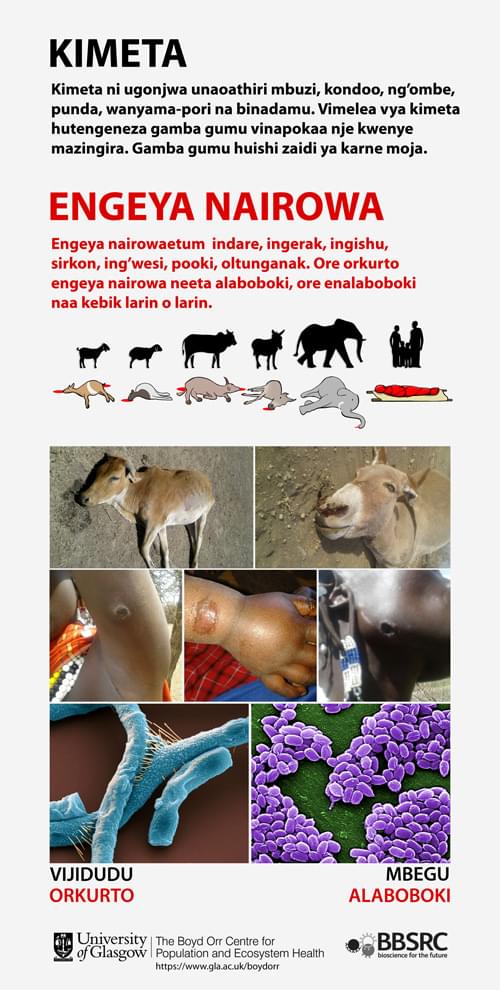 KIMETA
Kimeta ni ugonjwa unaoathiri mbuzi, kondoo, ng'ombe,
punda, wanyama-pori na binadamu. Vimelea vya kimeta
hutengeneza gamba gumu vinapokaa nje kwenye
mazingira. Gamba gumu huishi zaidi ya karne moja.
ENGEYA NAIROWA
Engeya nairowaetum indare, ingerak, ingishu,
sirkon, ing'wesi, pooki, oltunganak. Ore orkurto
engeya nairowa neeta alaboboki, ore enalaboboki
naa kebik larin o larin.
VIJIDUDU
ORKURTO
MBEGU
ALABOBOKI
University of Glasgow
The Boyd Orr Centre for
Population and Ecosystem Health
https://www.gla.ac.uk/boydorr
BBSRC
bioscience for the future